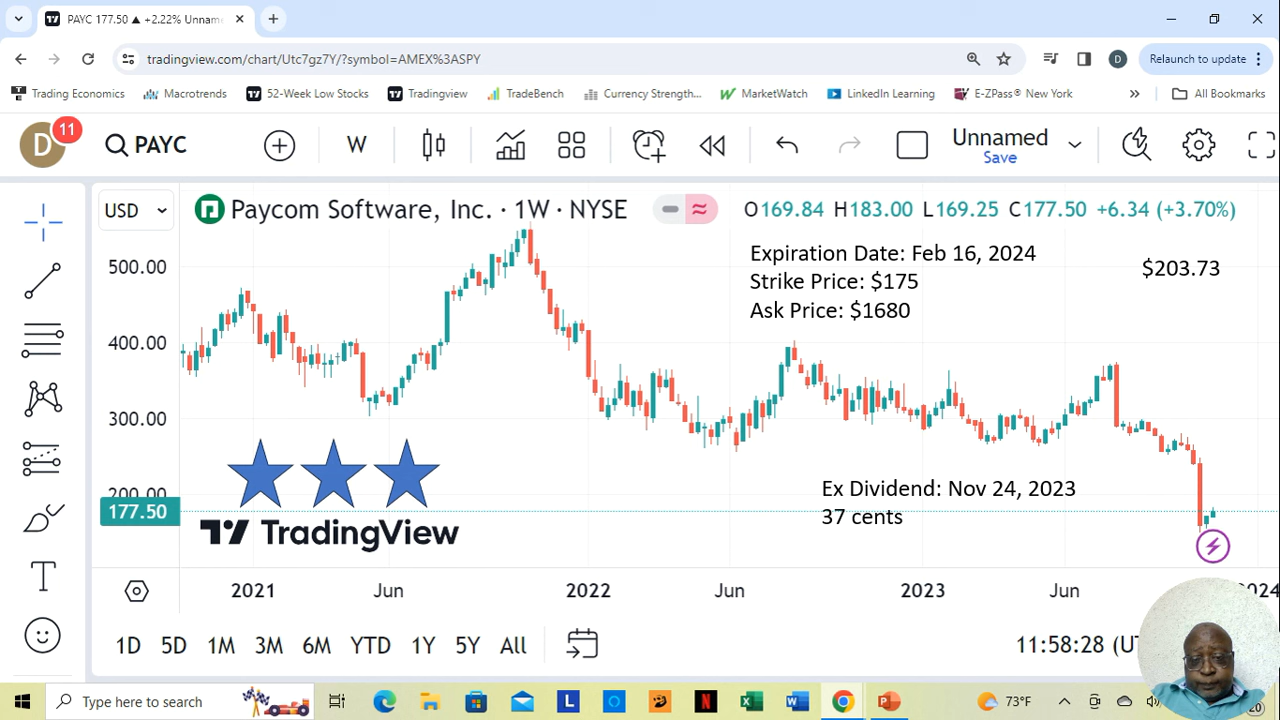 PAYC 177.50 ▲ +2.22% Unnam
tradingview.com/chart/Utc7gz7Y/?symbol=AMEX%3ASPY
D
Relaunch to update
Trading Economics
Macrotrends
52-Week Low Stocks
Tradingview
TradeBench
Currency Strength...
MarketWatch
LinkedIn Learning
E-ZPass® New York
»
All Bookmarks
D
11
PAYC
W
Unnamed
Save
USD
Paycom Software, Inc. · 1W · NYSE
O169.84 H183.00 L169.25 C177.50 +6.34 (+3.70%)
Expiration Date: Feb 16, 2024
Strike Price: $175
Ask Price: $1680
$203.73
500.00
400.00
300.00
200.00
177.50
Ex Dividend: Nov 24, 2023
37 cents
TradingView
2021
Jun
2022
Jun
2023
Jun
2024
1D
5D
1M
3M
6M
YTD
1Y
5Y
All
11:58:28 (UT
Type here to search
73°F
20